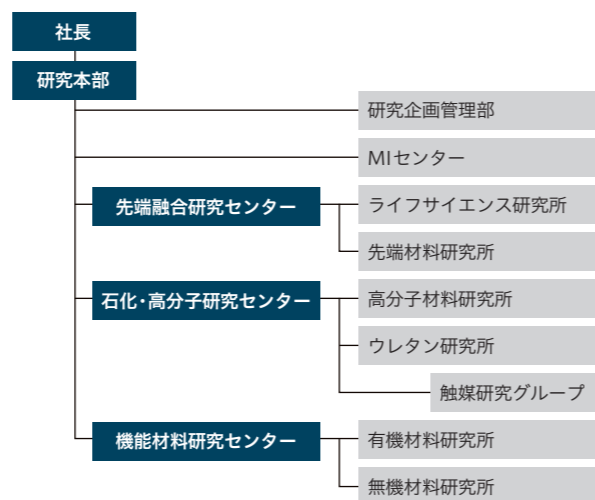 社長
研究本部
研究企画管理部
MIセンター
先端融合研究センター
ライフサイエンス研究所
先端材料研究所
石化・高分子研究センター
高分子材料研究所
ウレタン研究所
触媒研究グループ
機能材料研究センター
有機材料研究所
無機材料研究所